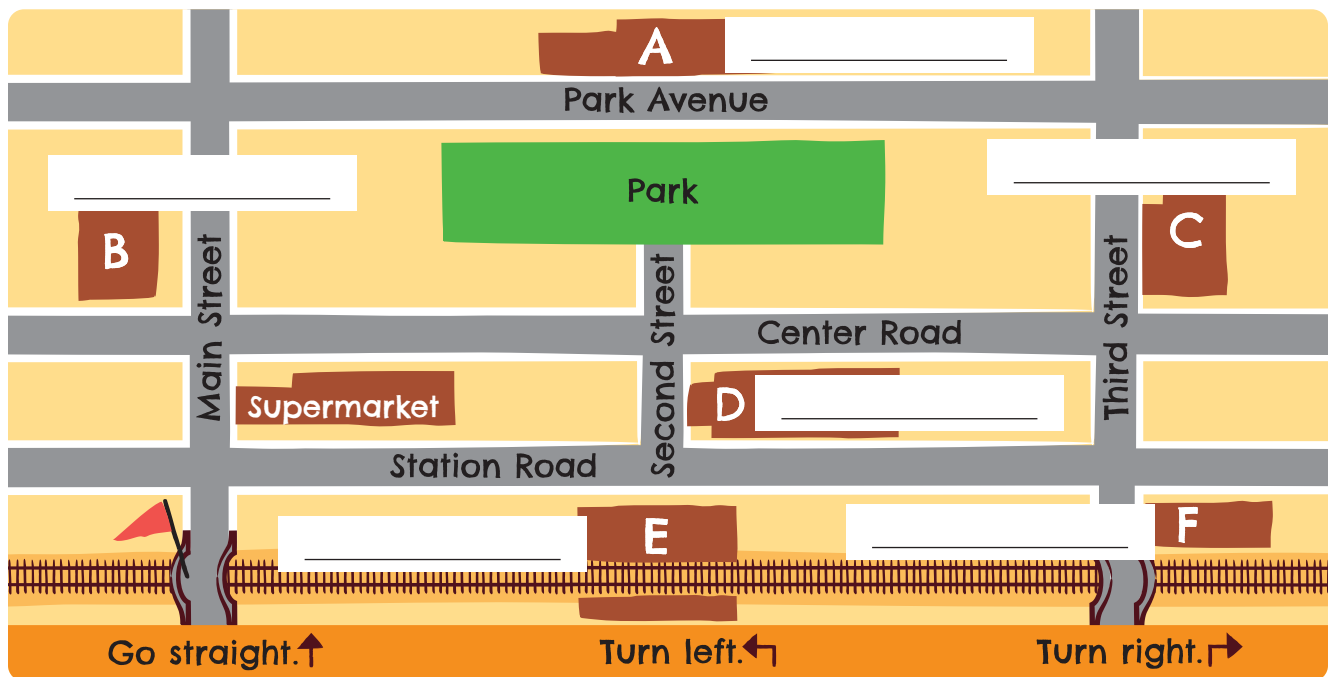 A
Park Avenue
Park
B
C
Main Street
Second Street
Third Street
Center Road
Supermarket
D
Station Road
E
F
Go straight.
Turn left.
Turn right.